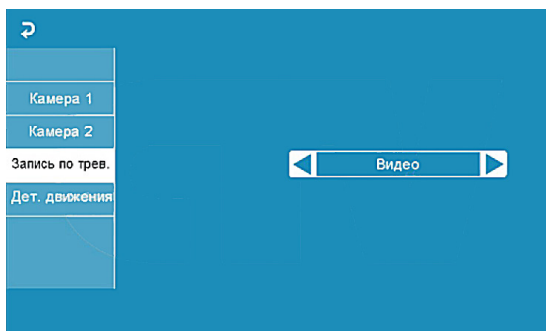 Камера 1
Камера 2
Запись по трев.
Видео
Дет. движения